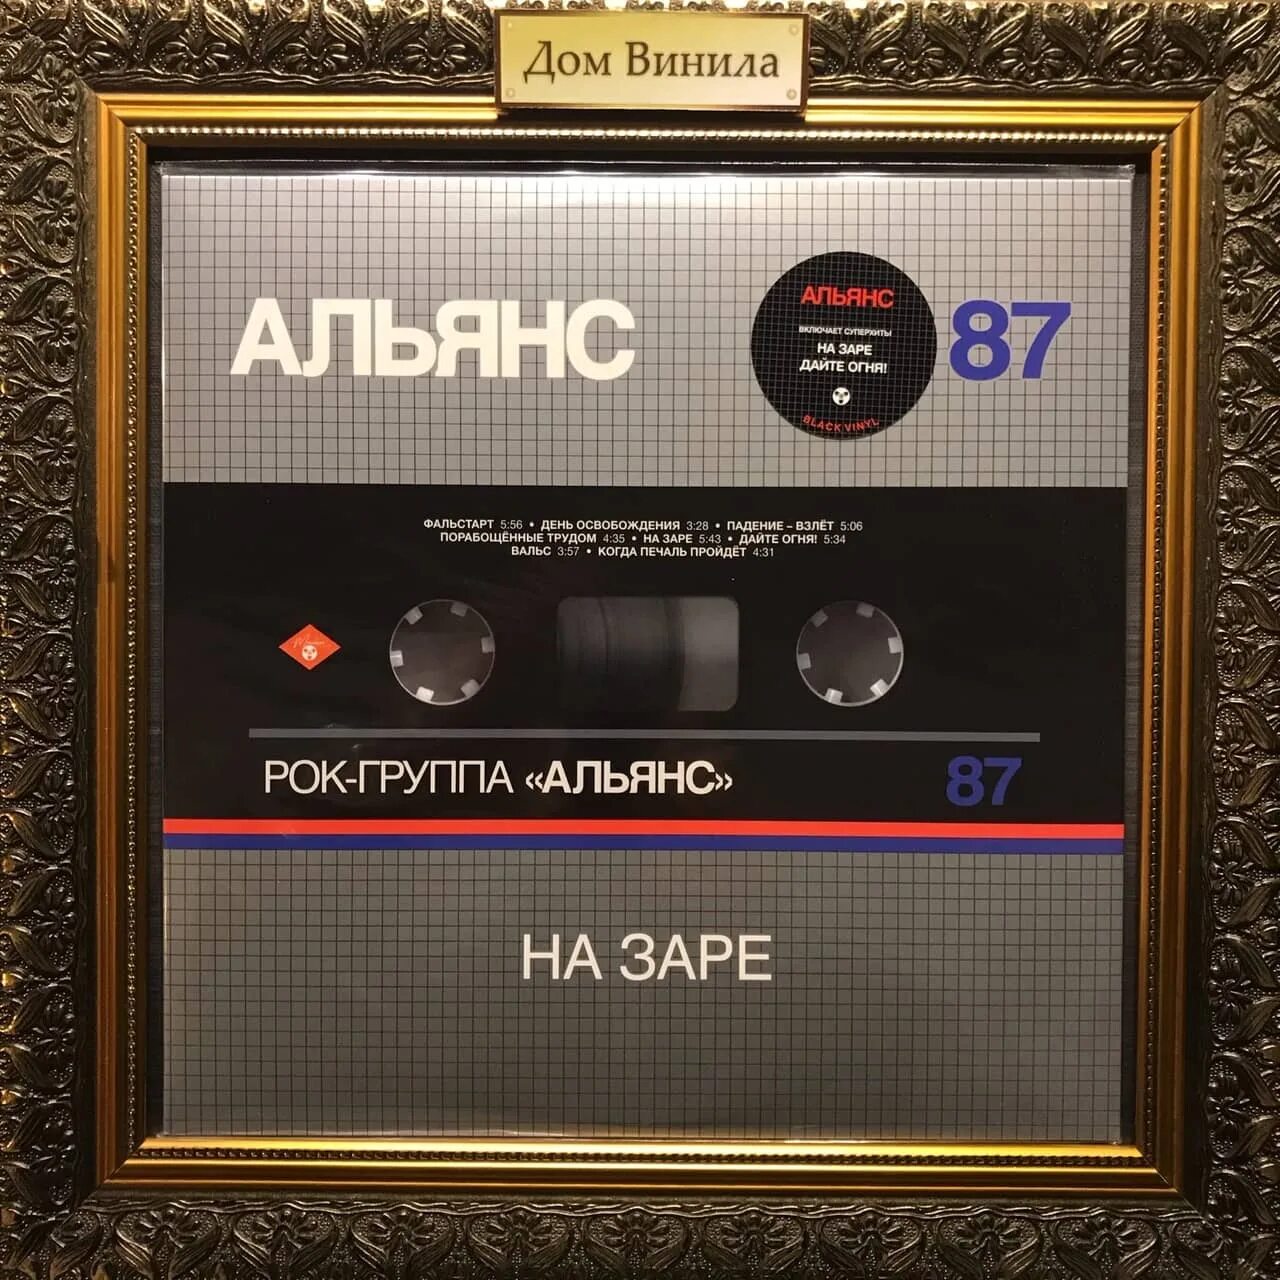 Дом Винила
АЛЬЯНС
АЛЬЯНС
ВКЛЮЧАЕТ СУПЕРХИТЫ
НА ЗАРЕ
ДАЙТЕ ОГНЯ!
BLACK VINYL
87
ФАЛЬСТАРТ 5:56 • ДЕНЬ ОСВОБОЖДЕНИЯ 3:28 • ПАДЕНИЕ – ВЗЛЁТ 5:06
ПОРАБОЩЁННЫЕ ТРУДОМ 4:35 • НА ЗАРЕ 5:43 • ДАЙТЕ ОГНЯ! 5:34
ВАЛЬС 3:57 • КОГДА ПЕЧАЛЬ ПРОЙДЁТ 4:31
РОК-ГРУППА «АЛЬЯНС»
87
НА ЗАРЕ